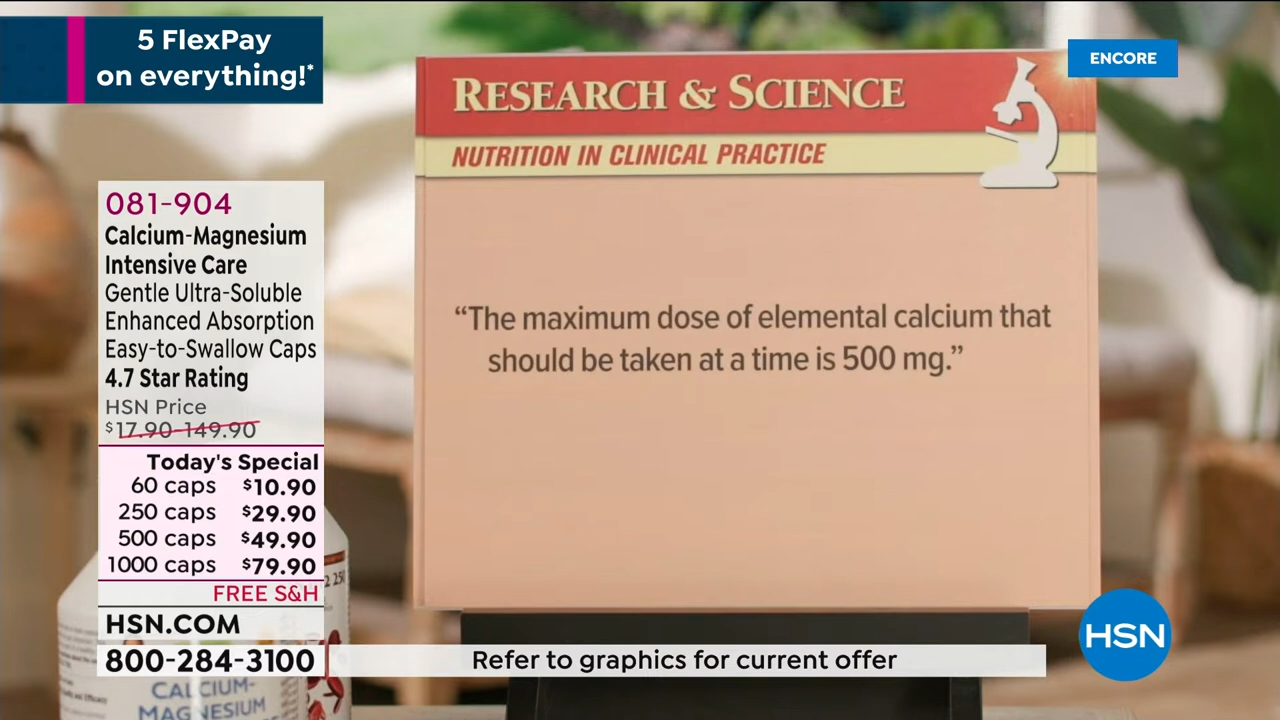 5 FlexPay
on everything!*
ENCORE
RESEARCH & SCIENCE
NUTRITION IN CLINICAL PRACTICE
“The maximum dose of elemental calcium that
should be taken at a time is 500 mg.”
081-904
Calcium-Magnesium
Intensive Care
Gentle Ultra-Soluble
Enhanced Absorption
Easy-to-Swallow Caps
4.7 Star Rating
HSN Price
$17.90-149.90
Today's Special
60 caps $10.90
250 caps $29.90
500 caps $49.90
1000 caps $79.90
FREE S&H
HSN.COM
800-284-3100
Refer to graphics for current offer
HSN
CALCIUM-
MAGNESIUM